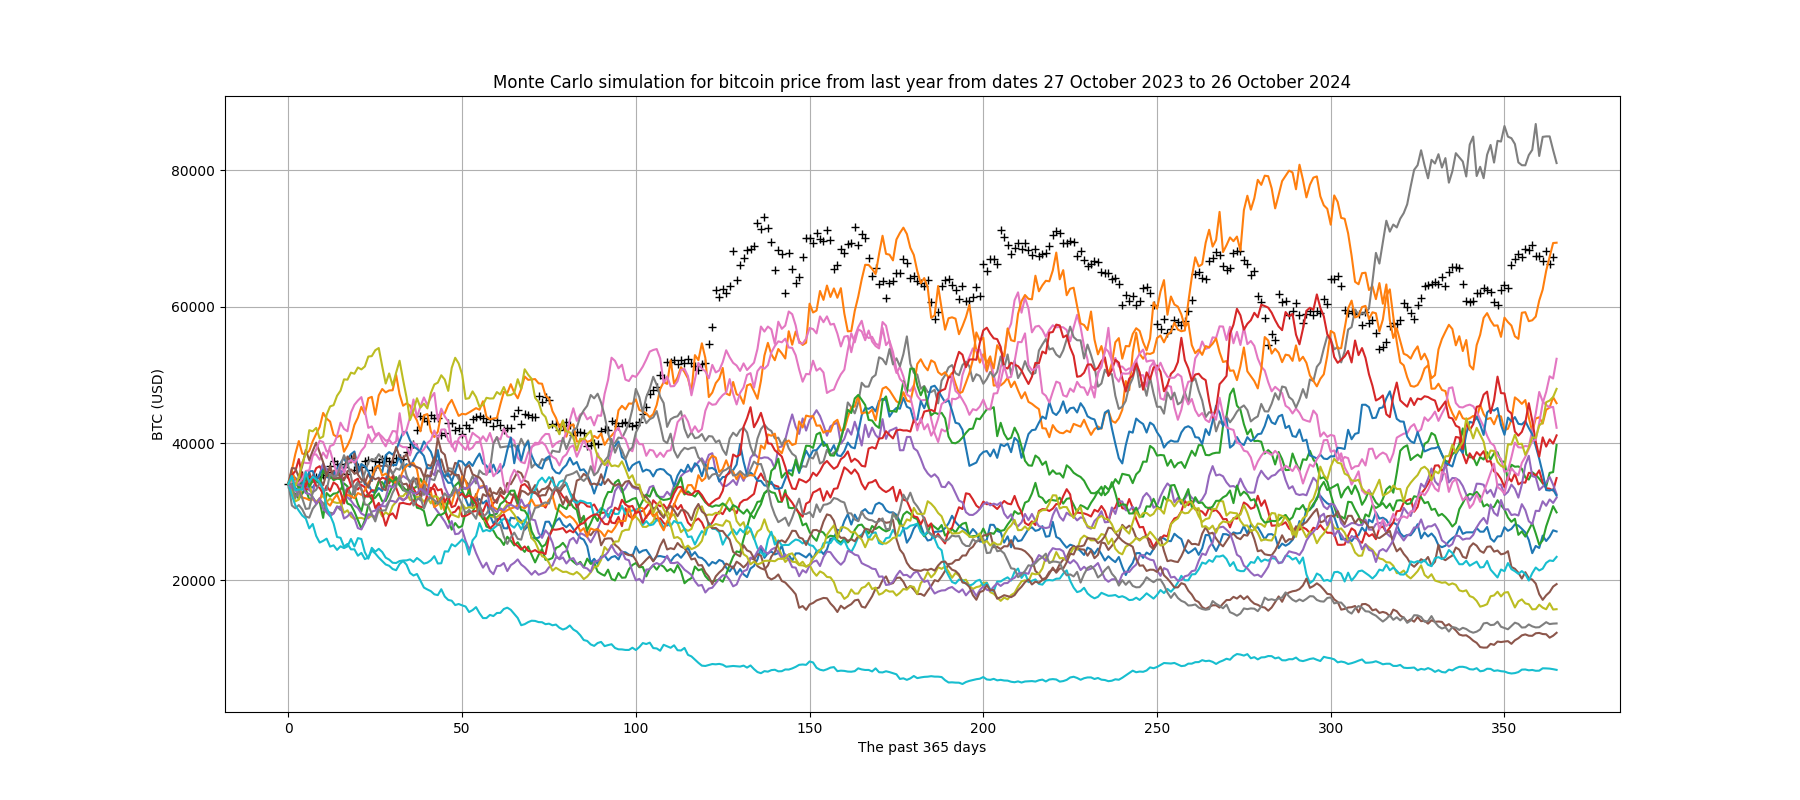 Monte Carlo simulation for bitcoin price from last year from dates 27 October 2023 to 26 October 2024
80000
60000
40000
20000
BTC (USD)
0 50 100 150 200 250 300 350
The past 365 days